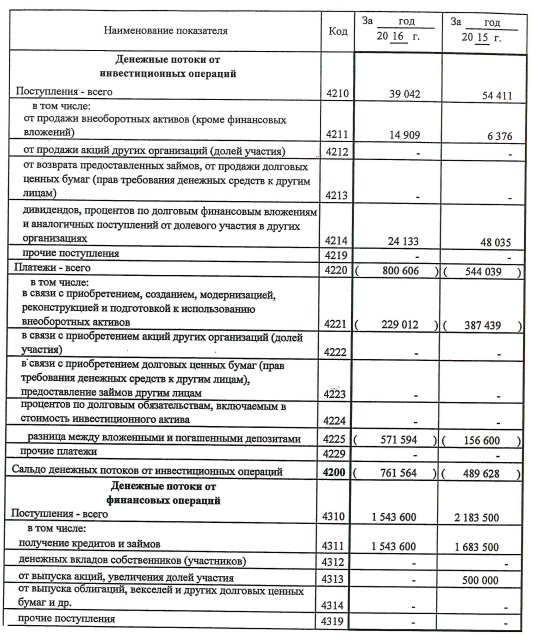 Наименование показателя Код За год 20 16 г. За год 20 15 г.
Денежные потоки от
инвестиционных операций
Поступления - всего 4210 39 042 54 411
в том числе:
от продажи внеоборотных активов (кроме финансовых
вложений) 4211 14 909 6 376
от продажи акций других организаций (долей участия) 4212 - -
от возврата предоставленных займов, от продажи долговых
ценных бумаг (прав требования денежных средств к другим
лицам) 4213 - -
дивидендов, процентов по долговым финансовым вложениям
и аналогичных поступлений от долевого участия в других
организациях 4214 24 133 48 035
прочие поступления 4219 - -
Платежи - всего 4220 ( 800 606 ) ( 544 039 )
в том числе:
в связи с приобретением, созданием, модернизацией,
реконструкцией и подготовкой к использованию
внеоборотных активов 4221 ( 229 012 ) ( 387 439 )
в связи с приобретением акций других организаций (долей
участия) 4222 - -
в связи с приобретением долговых ценных бумаг (прав
требования денежных средств к другим лицам),
предоставление займов другим лицам 4223 - -
процентов по долговым обязательствам, включаемым в
стоимость инвестиционного актива 4224 - -
разница между вложенными и погашенными депозитами 4225 ( 571 594 ) ( 156 600 )
прочие платежи 4229 - -
Сальдо денежных потоков от инвестиционных операций 4200 ( 761 564 ) ( 489 628 )
Денежные потоки от
финансовых операций
Поступления - всего 4310 1 543 600 2 183 500
в том числе:
получение кредитов и займов 4311 1 543 600 1 683 500
денежных вкладов собственников (участников) 4312 - -
от выпуска акций, увеличения долей участия 4313 - 500 000
от выпуска облигаций, векселей и других долговых ценных
бумаг и др. 4314 - -
прочие поступления 4319 - -